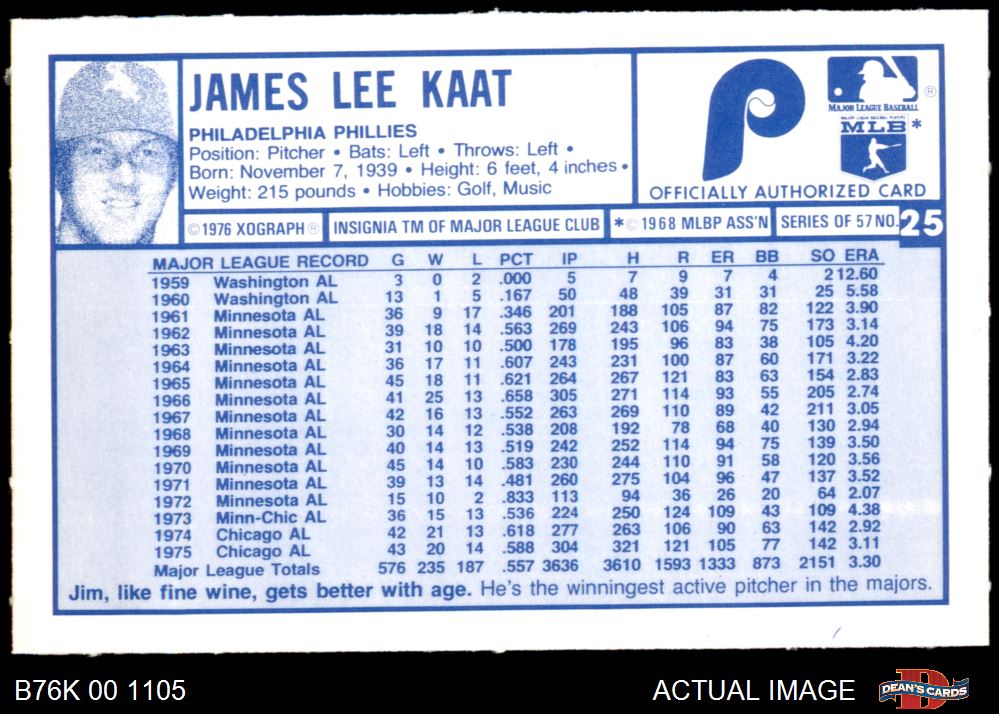 JAMES LEE KAAT
PHILADELPHIA PHILLIES
Position: Pitcher • Bats: Left • Throws: Left •
Born: November 7, 1939 • Height: 6 feet, 4 inches •
Weight: 215 pounds • Hobbies: Golf, Music
P
MAJOR LEAGUE BASEBALL ®
MAJOR LEAGUE BASEBALL PLAYERS
MLB *
OFFICIALLY AUTHORIZED CARD
© 1976 XOGRAPH ® INSIGNIA TM OF MAJOR LEAGUE CLUB *© 1968 MLBP ASS'N SERIES OF 57 NO. 25
MAJOR LEAGUE RECORD G W L PCT IP H R ER BB SO ERA
1959 Washington AL 3 0 2 .000 5 7 9 7 4 2 12.60
1960 Washington AL 13 1 5 .167 50 48 39 31 31 25 5.58
1961 Minnesota AL 36 9 17 .346 201 188 105 87 82 122 3.90
1962 Minnesota AL 39 18 14 .563 269 243 106 94 75 173 3.14
1963 Minnesota AL 31 10 10 .500 178 195 96 83 38 105 4.20
1964 Minnesota AL 36 17 11 .607 243 231 100 87 60 171 3.22
1965 Minnesota AL 45 18 11 .621 264 267 121 83 63 154 2.83
1966 Minnesota AL 41 25 13 .658 305 271 114 93 55 205 2.74
1967 Minnesota AL 42 16 13 .552 263 269 110 89 42 211 3.05
1968 Minnesota AL 30 14 12 .538 208 192 78 68 40 130 2.94
1969 Minnesota AL 40 14 13 .519 242 252 114 94 75 139 3.50
1970 Minnesota AL 45 14 10 .583 230 244 110 91 58 120 3.56
1971 Minnesota AL 39 13 14 .481 260 275 104 96 47 137 3.52
1972 Minnesota AL 15 10 2 .833 113 94 36 26 20 64 2.07
1973 Minn-Chic AL 36 15 13 .536 224 250 124 109 43 109 4.38
1974 Chicago AL 42 21 13 .618 277 263 106 90 63 142 2.92
1975 Chicago AL 43 20 14 .588 304 321 121 105 77 142 3.11
Major League Totals 576 235 187 .557 3636 3610 1593 1333 873 2151 3.30
Jim, like fine wine, gets better with age. He's the winningest active pitcher in the majors.
B76K 00 1105 ACTUAL IMAGE DEAN'S CARDS